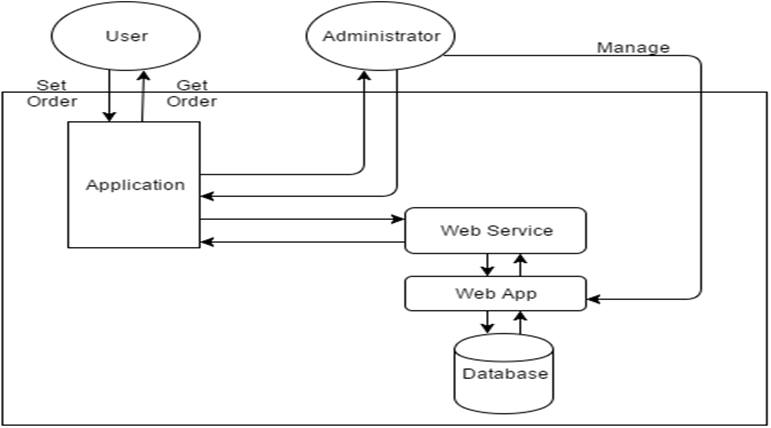 User
Administrator
Manage
Set
Order
Get
Order
Application
Web Service
Web App
Database